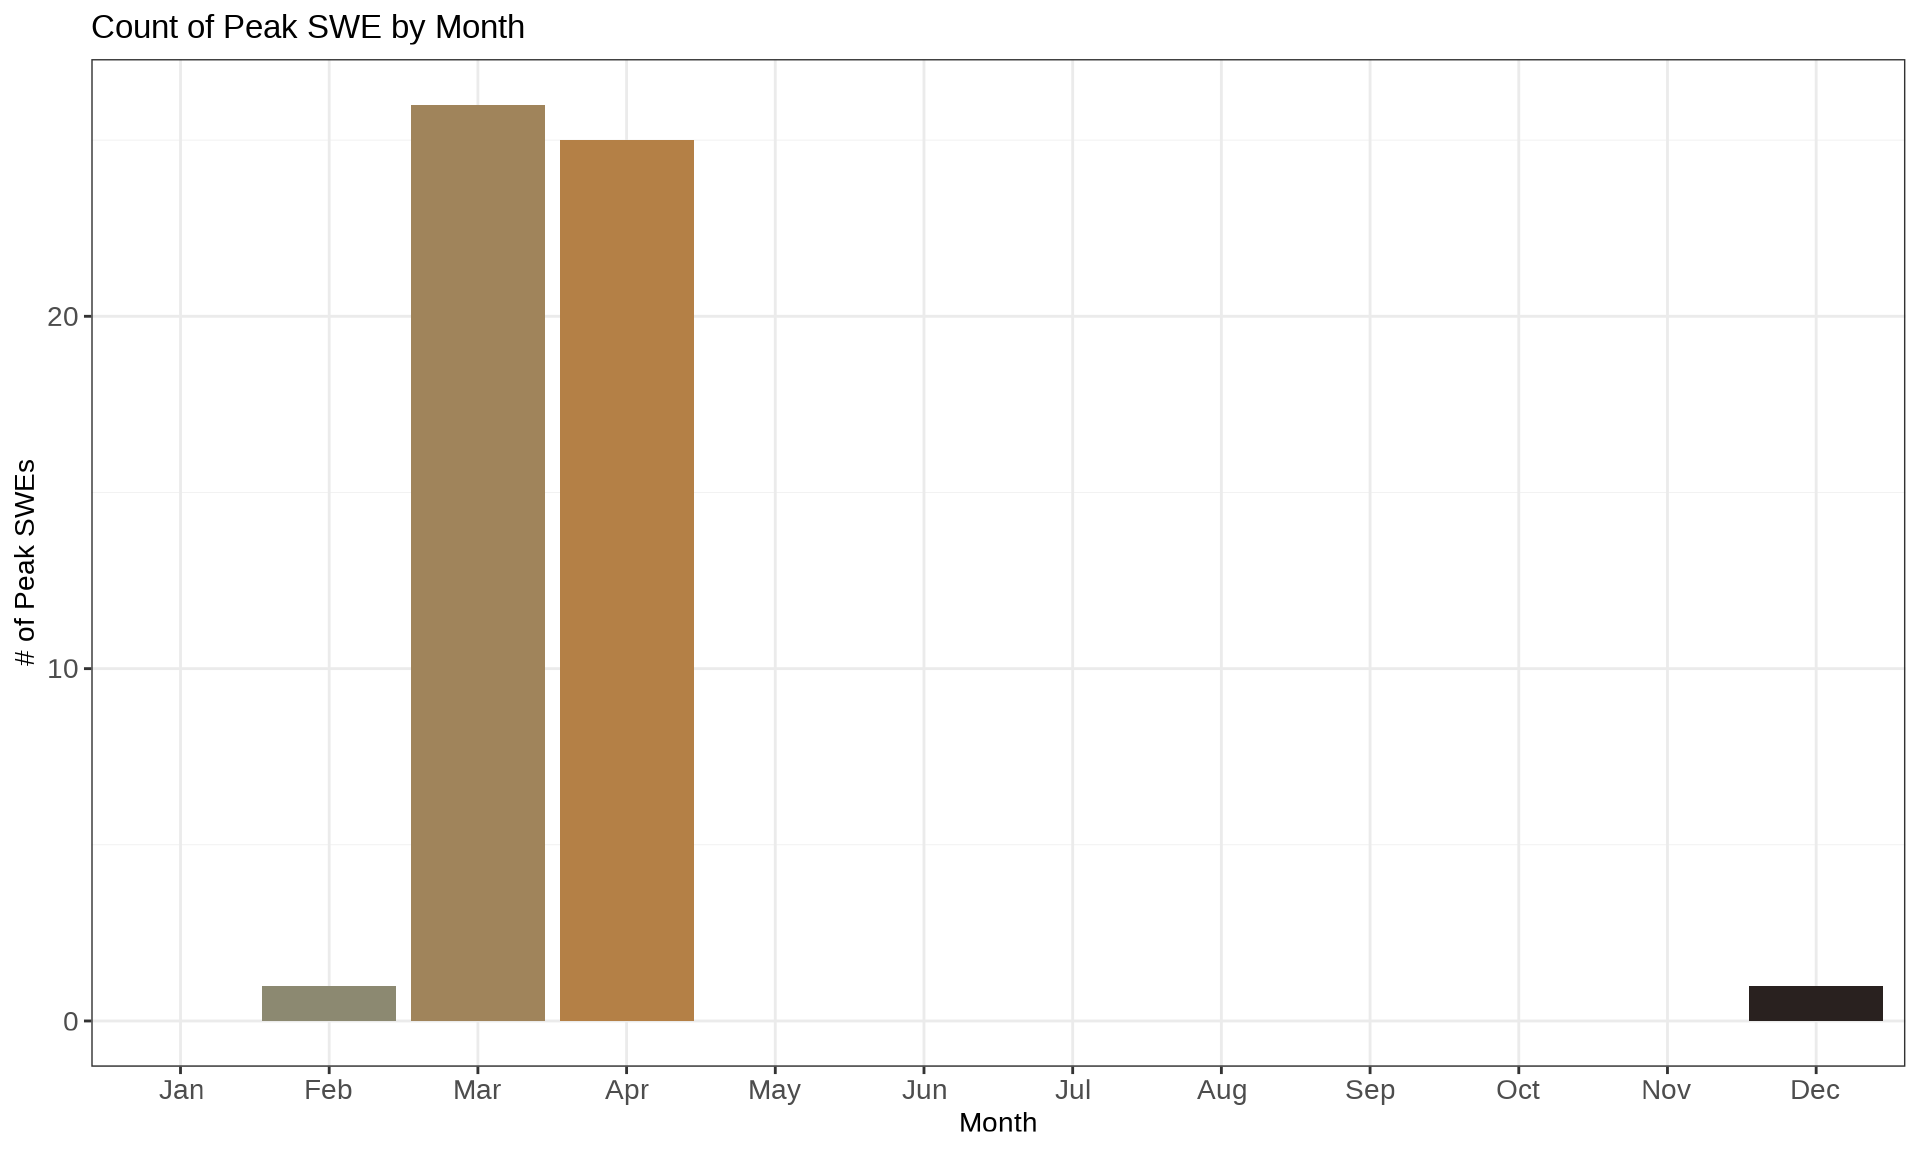 Count of Peak SWE by Month
# of Peak SWEs
20
10
0
Jan Feb Mar Apr May Jun Jul Aug Sep Oct Nov Dec
Month